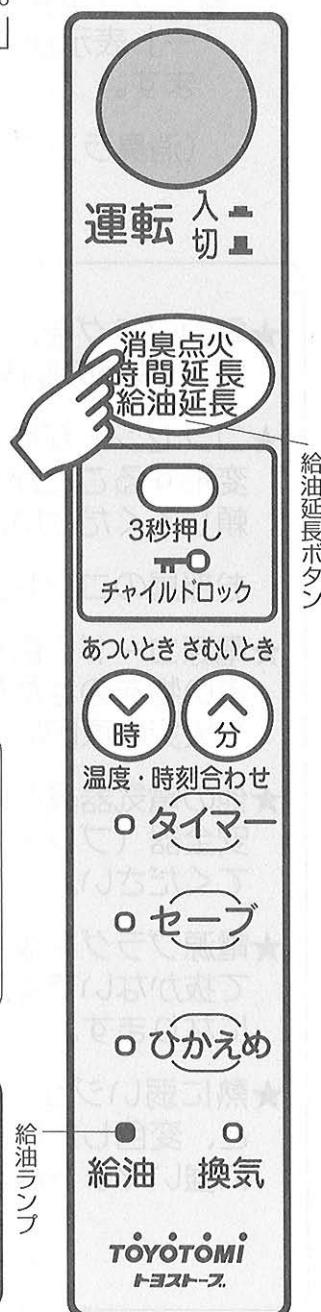 運転 入
切
消臭点火
時間延長
給油延長
給油延長ボタン
3秒押し
チャイルドロック
あついとき さむいとき
時 分
温度・時刻合わせ
タイマー
セーブ
ひかえめ
給油ランプ
給油 換気
TOYOTOMI
トヨストーブ